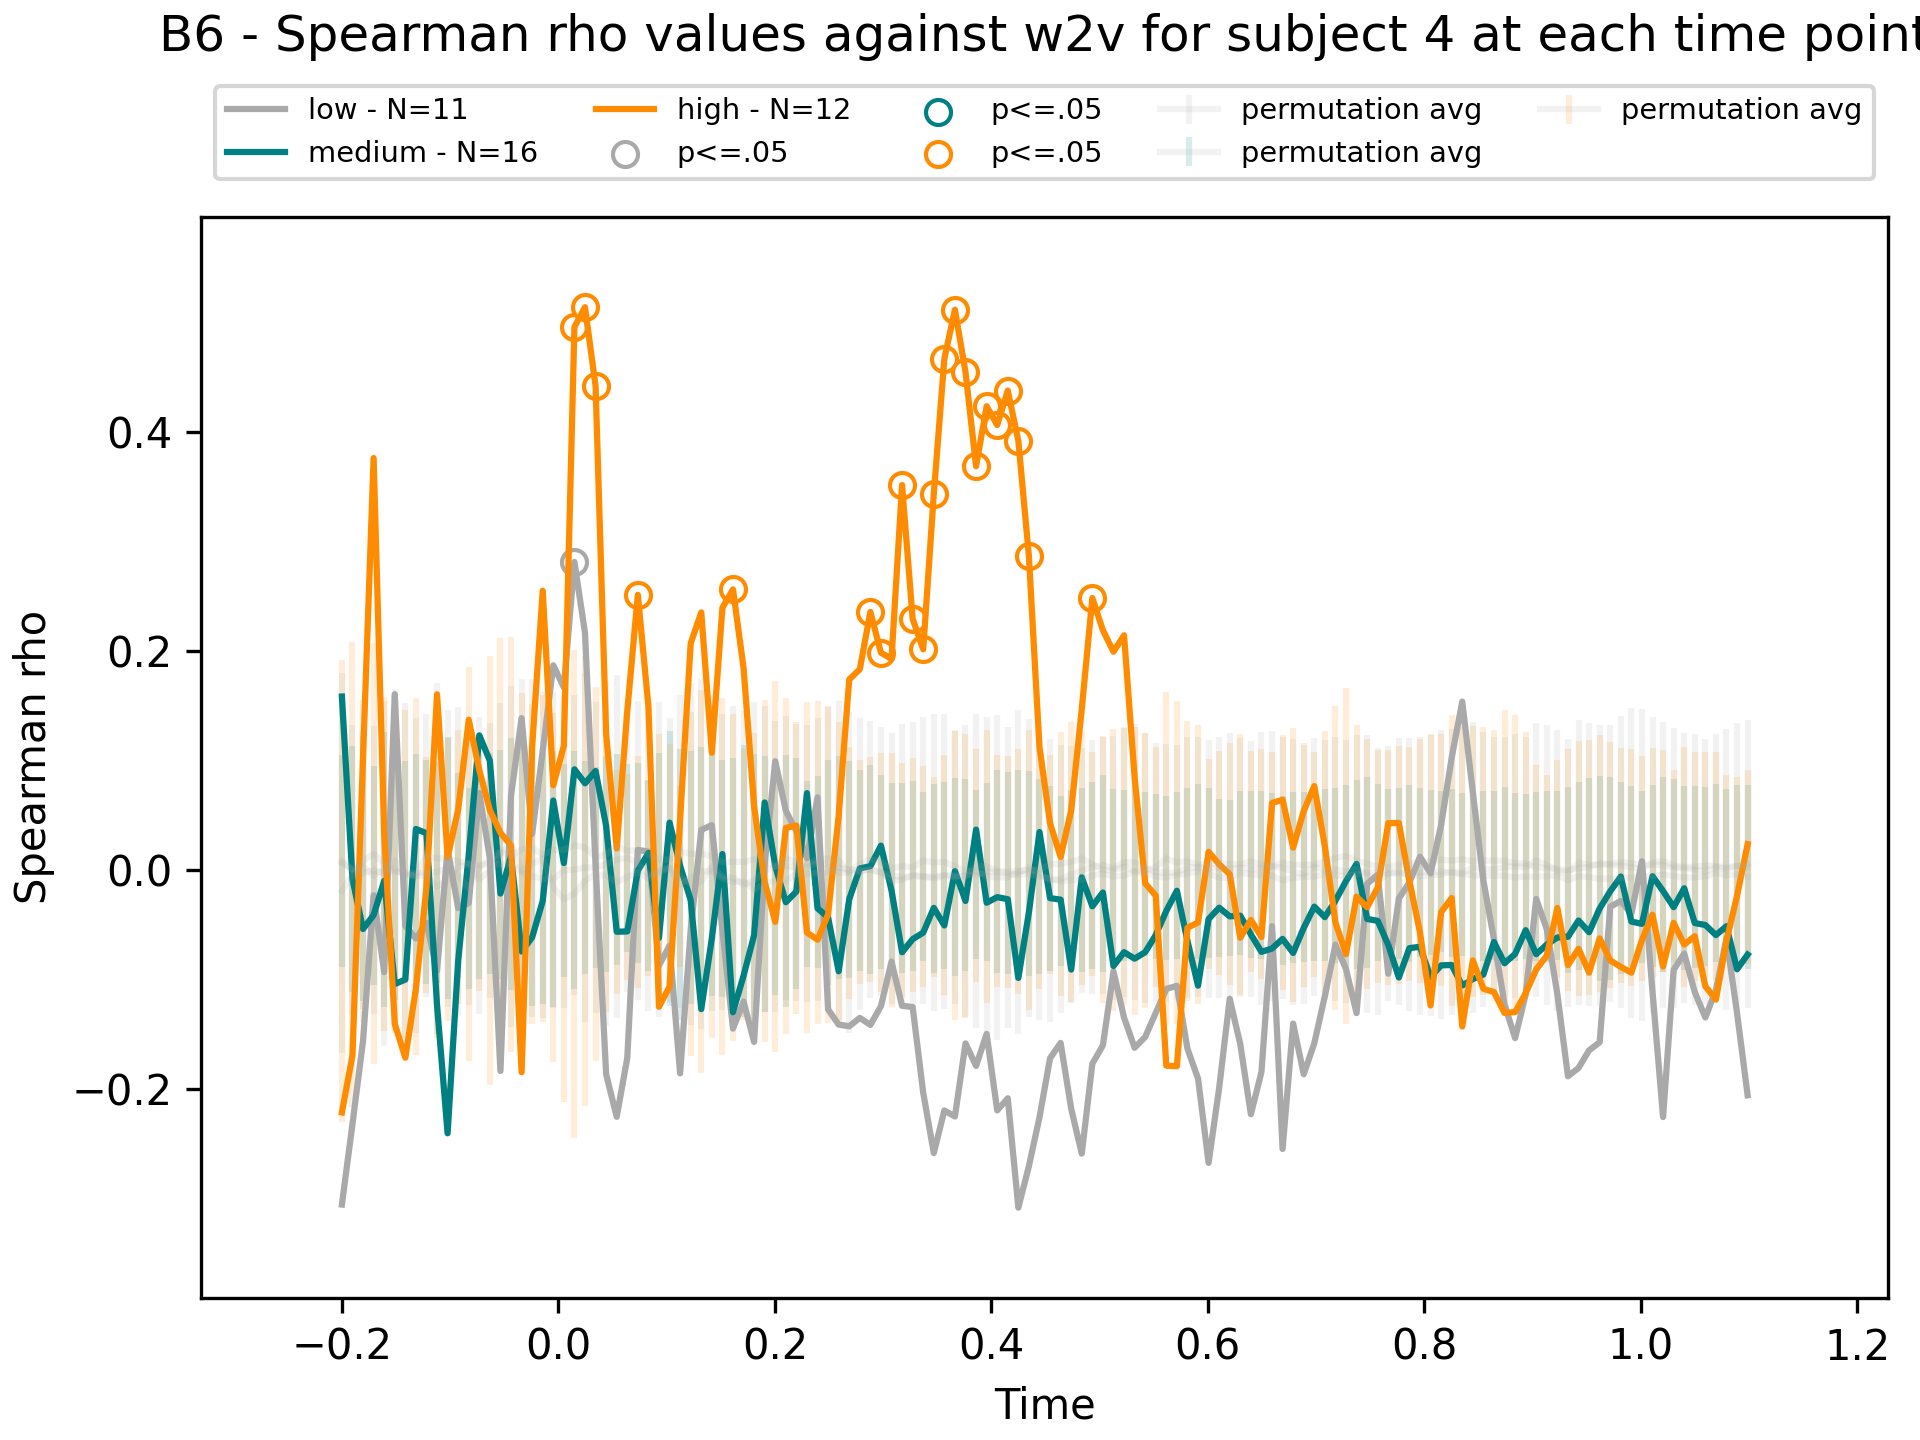 B6 - Spearman rho values against w2v for subject 4 at each time point
low - N=11
medium - N=16
high - N=12
p<=.05
p<=.05
p<=.05
permutation avg
permutation avg
permutation avg
Spearman rho
0.4
0.2
0.0
−0.2
−0.2
0.0
0.2
0.4
0.6
0.8
1.0
1.2
Time